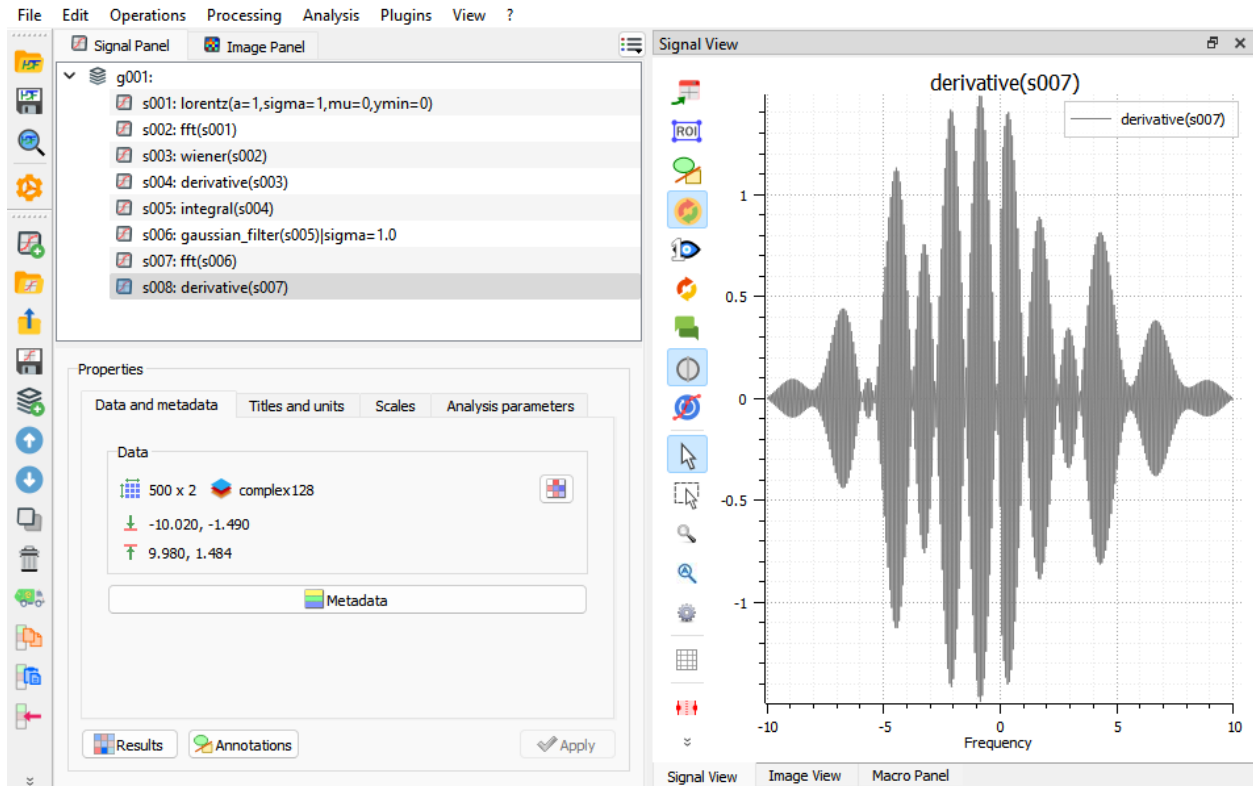 File Edit Operations Processing Analysis Plugins View ?
Signal Panel Image Panel
g001:
s001: lorentz(a=1,sigma=1,mu=0,ymin=0)
s002: fft(s001)
s003: wiener(s002)
s004: derivative(s003)
s005: integral(s004)
s006: gaussian_filter(s005)|sigma=1.0
s007: fft(s006)
s008: derivative(s007)
Properties
Data and metadata Titles and units Scales Analysis parameters
Data
500 x 2 complex128
-10.020, -1.490
9.980, 1.484
Metadata
Results Annotations Apply
Signal View
ROI
derivative(s007)
derivative(s007)
1
0.5
0
-0.5
-1
-10 -5 0 5 10
Frequency
Signal View Image View Macro Panel